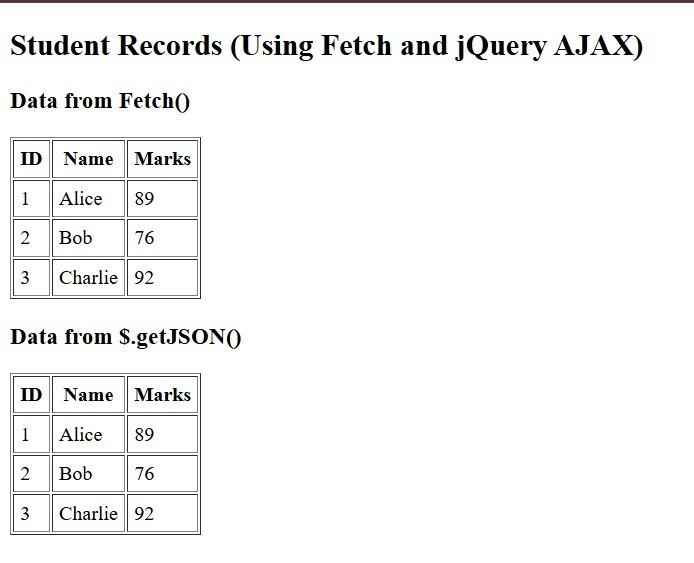 Student Records (Using Fetch and jQuery AJAX)
Data from Fetch()
ID Name Marks
1 Alice 89
2 Bob 76
3 Charlie 92
Data from $.getJSON()
ID Name Marks
1 Alice 89
2 Bob 76
3 Charlie 92